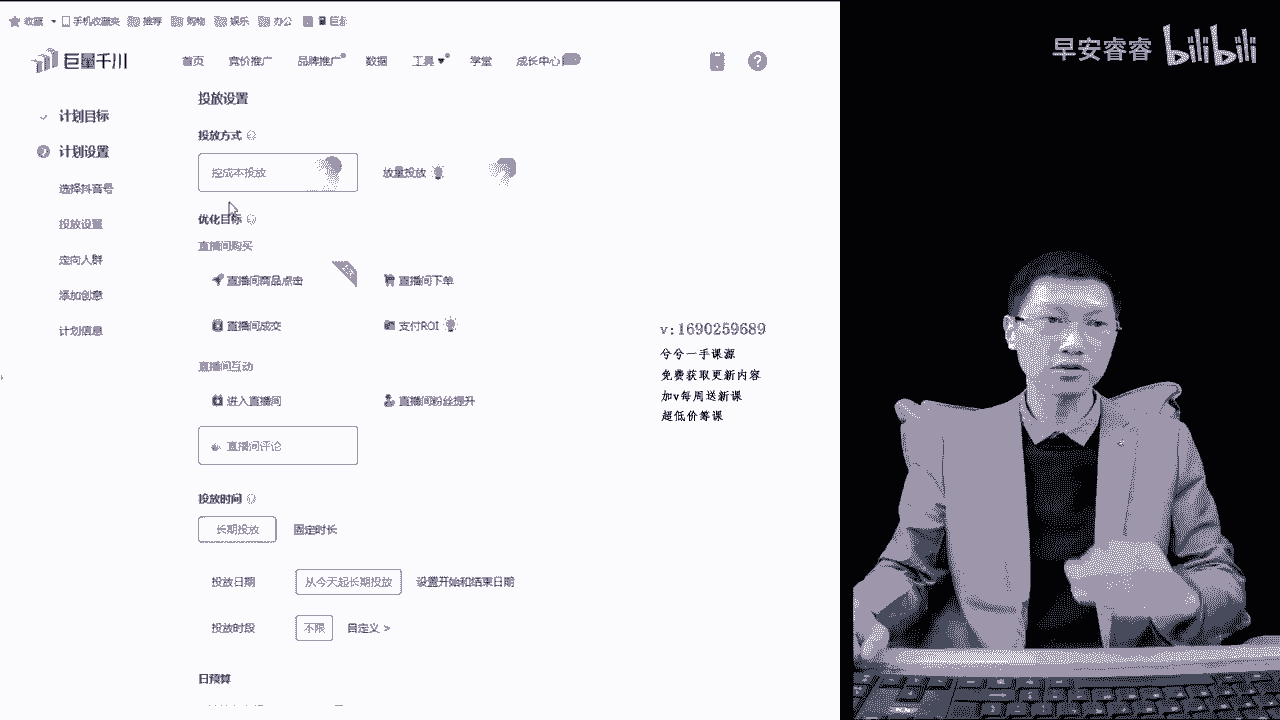 收藏 手机收藏夹 推荐 购物 娱乐 办公
巨量千川
首页 竞价推广 品牌推广 数据 工具 学堂 成长中心
早安睿睿 bilibili
计划目标
计划设置
选择抖音号
投放设置
定向人群
添加创意
计划信息
投放设置
投放方式
控成本投放 放量投放
优化目标
直播间购买
直播间商品点击 直播间下单
直播间成交 支付ROI
直播间互动
进入直播间 直播间粉丝提升
直播间评论
投放时间
长期投放 固定时长
投放日期 从今天起长期投放 设置开始和结束日期
投放时段 不限 自定义 >
日预算
v:1690259689
兮兮一手课源
免费获取更新内容
加v每周送新课
超低价筹课